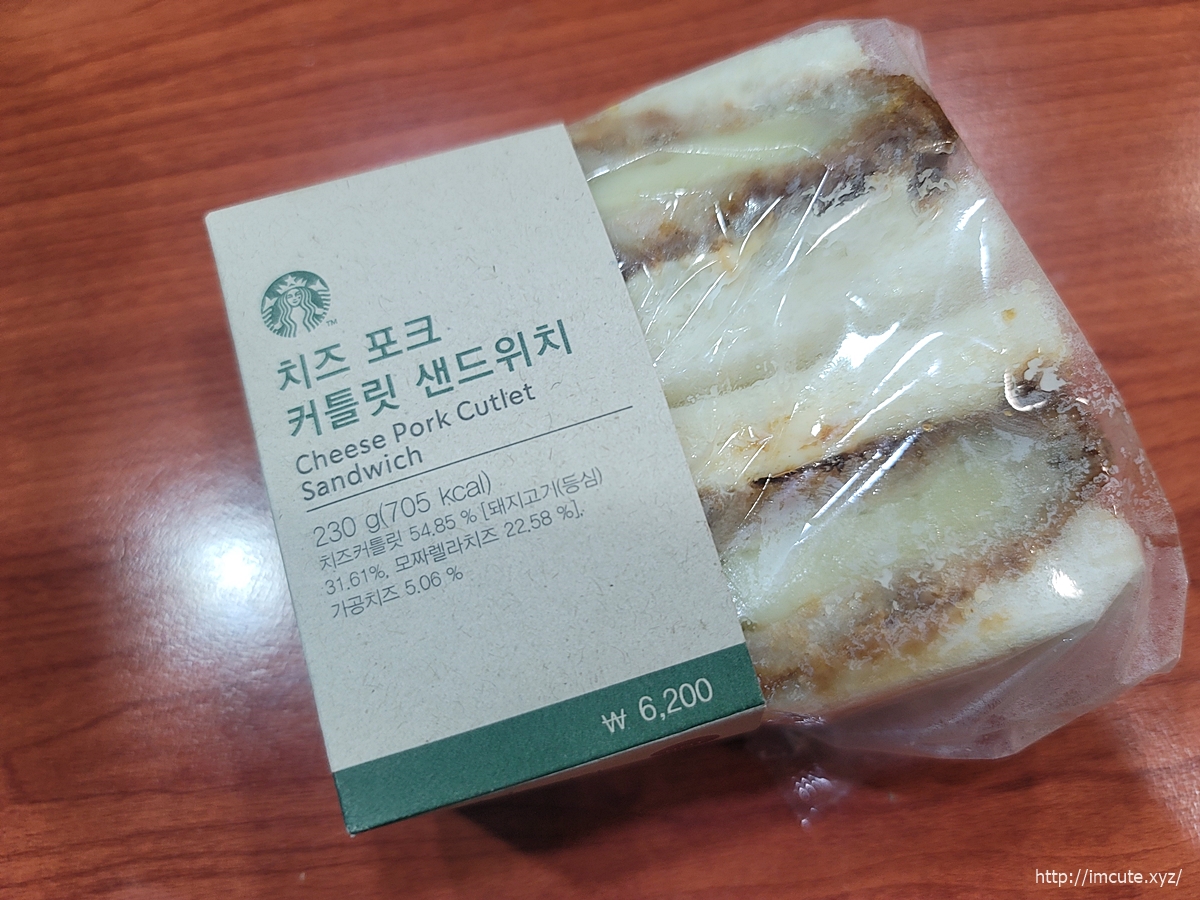 TM
치즈 포크
커틀릿 샌드위치
Cheese Pork Cutlet
Sandwich
230 g(705 kcal)
치즈커틀릿 54.85 % [돼지고기(등심)
31.61%, 모짜렐라치즈 22.58 %],
가공치즈 5.06 %
₩ 6,200
http://imcute.xyz/